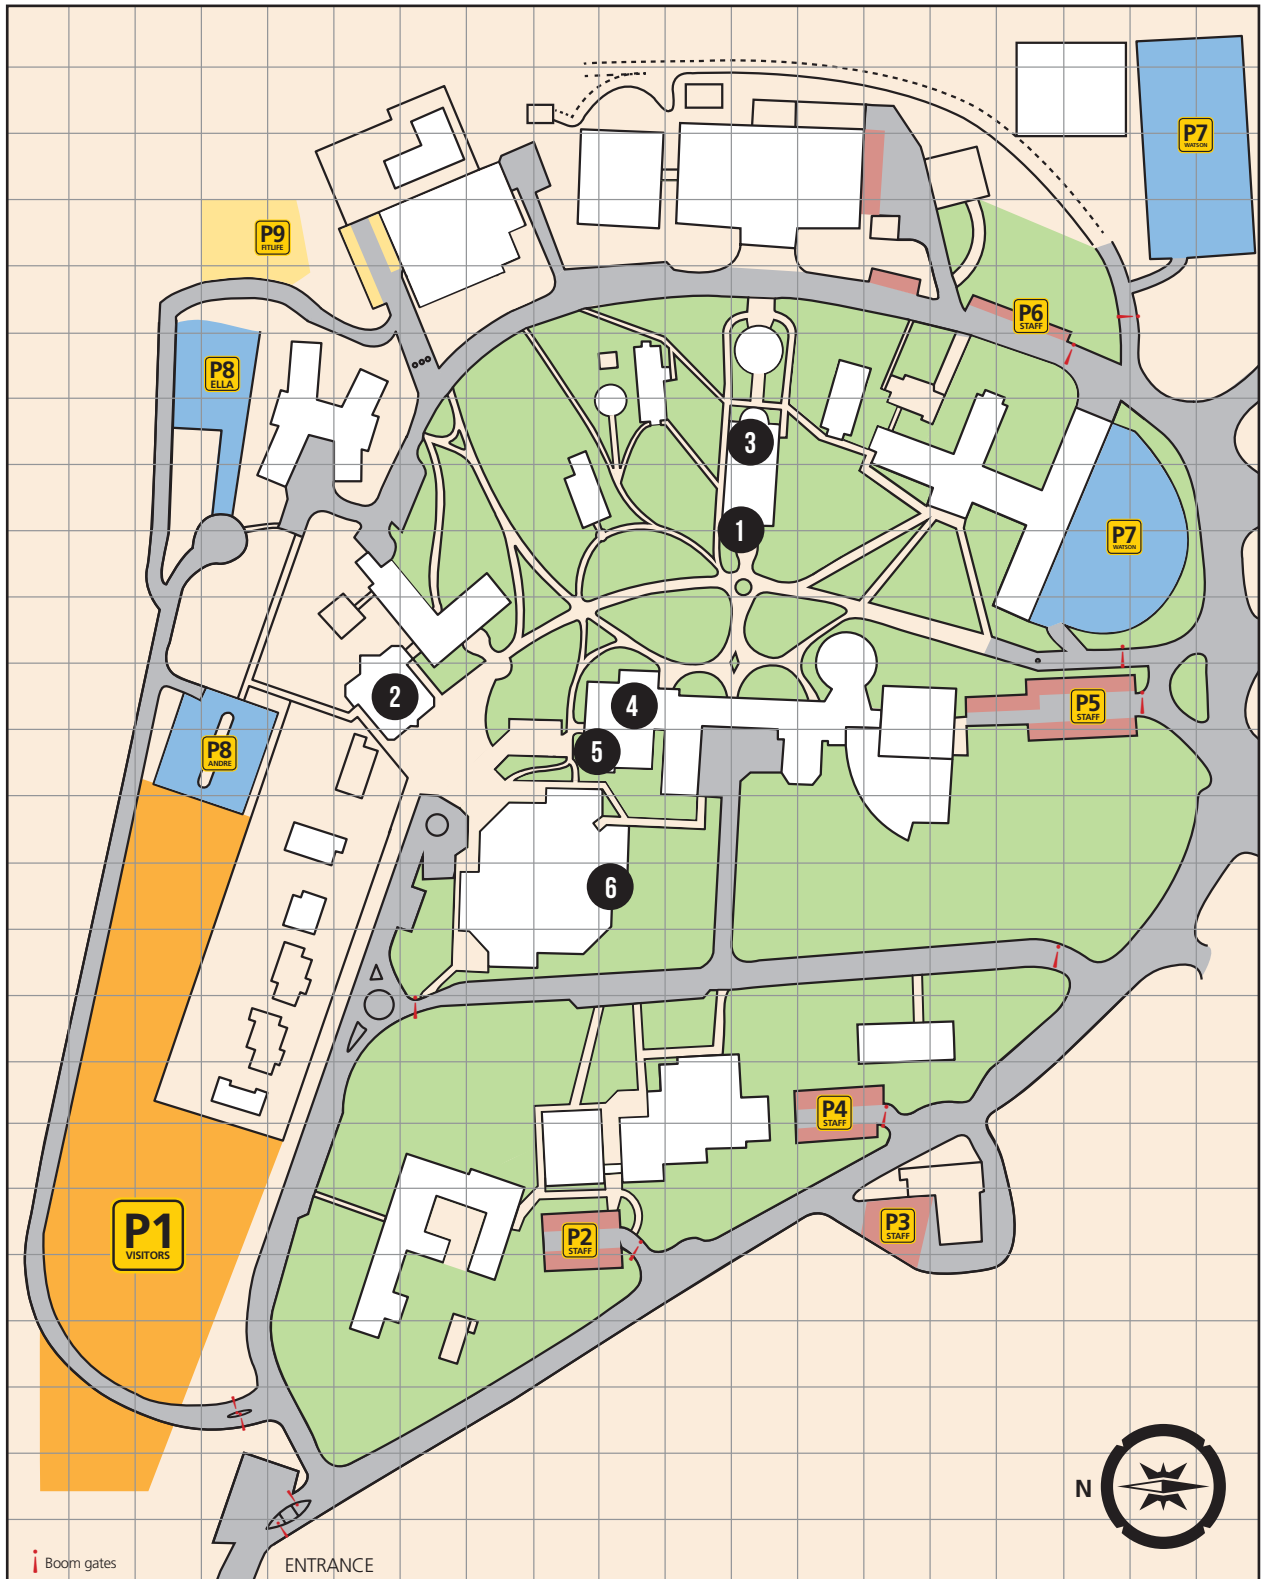 P7
WATSON
P9
FITLIFE
P6
STAFF
P8
ELLA
3
1
P7
WATSON
2
4
P5
STAFF
5
P8
ANDRE
6
P4
STAFF
P1
VISITORS
P2
STAFF
P3
STAFF
N
Boom gates
ENTRANCE